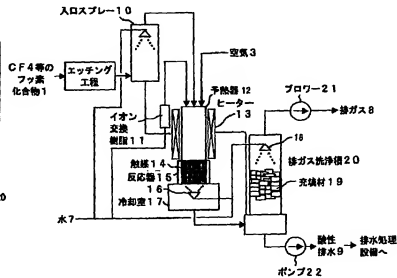 入口スプレー10
空気3
CF4等の
フッ素
化合物1
エッチング
工程
予熱器12
ヒーター
13
イオン
交換
樹脂11
ブロワー21
排ガス8
18
排ガス洗浄槽20
充填材19
触媒14
反応器15
16
冷却室17
水7
酸性
排水9
排水処理
設備へ
ポンプ22